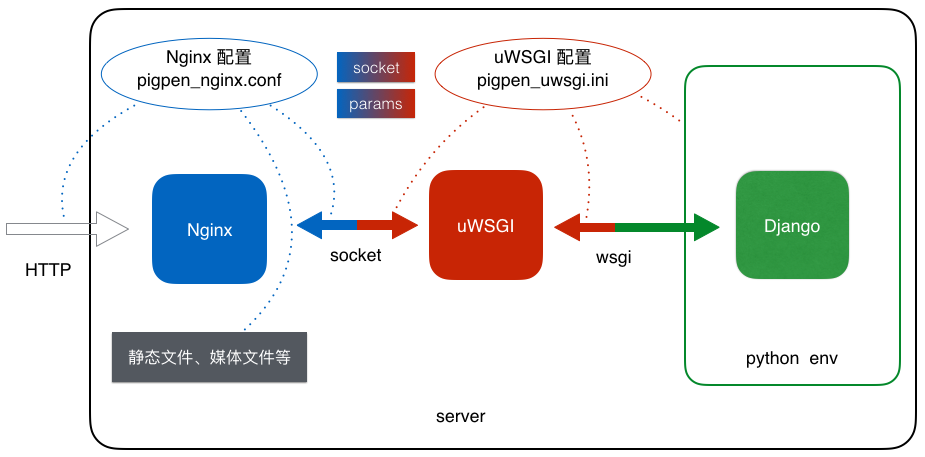 Nginx 配置
pigpen_nginx.conf
socket
params
uWSGI 配置
pigpen_uwsgi.ini
HTTP
Nginx
socket
uWSGI
wsgi
Django
静态文件、媒体文件等
python env
server